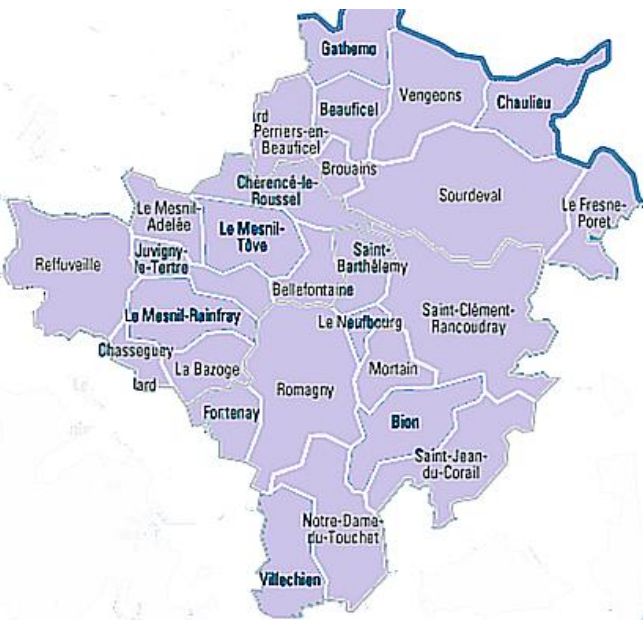 Gathemo
Vengeons
Chaulieu
Beauficel
rd
Perriers-en-
Beauficel
Brouains
Chérencé-le-
Roussel
Sourdeval
Le Fresne-
Poret
Le Mesnil-
Adelée
Le Mesnil-
Tôve
Juvigny-
le-Tertre
Reffuveille
Saint-
Barthélemy
Bellefontaine
Le Mesnil-Rainfray
Le Neufbourg
Saint-Clément-
Rancoudray
Chasseguey
lard
La Bazoge
Mortain
Romagny
Fontenay
Bion
Saint-Jean-
du-Corail
Notre-Dame-
du-Touchet
Villechien